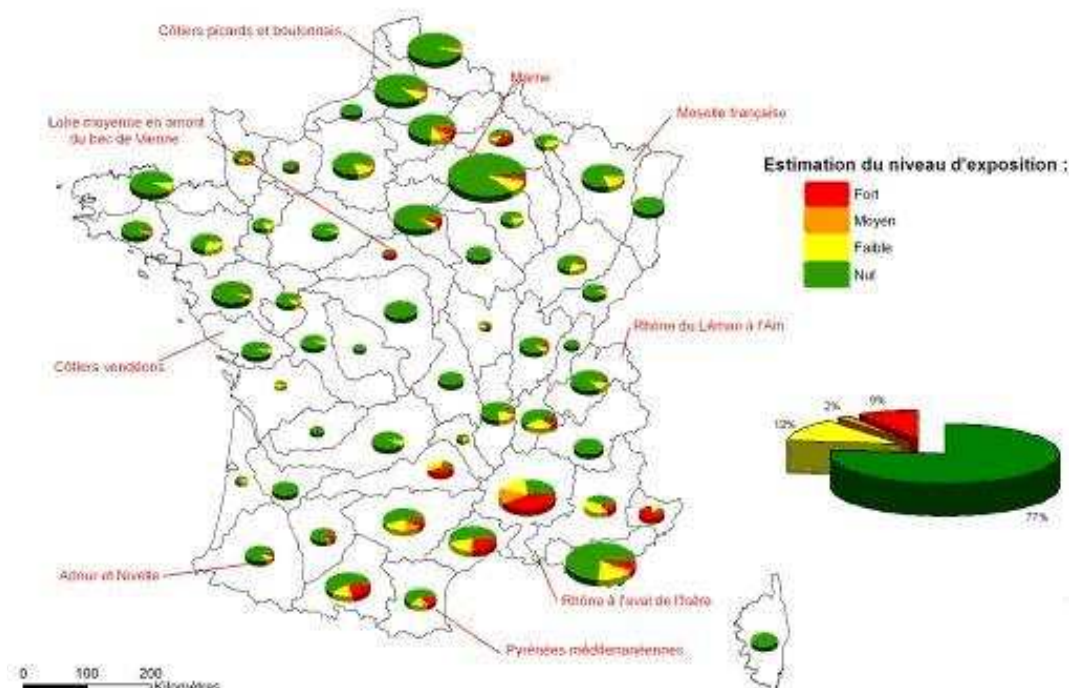 Côtiers picards et boulonnais
Marne
Loire moyenne en amont
du bec de Vienne
Moselle française
Estimation du niveau d'exposition :
Fort
Moyen
Faible
Nul
Rhône du Léman à l'Ain
Côtiers vendéens
9%
2%
12%
77%
Adour et Nivelle
Rhône à l'aval de l'Isère
Pyrénées méditerranéennes
0 100 200
Kilomètres